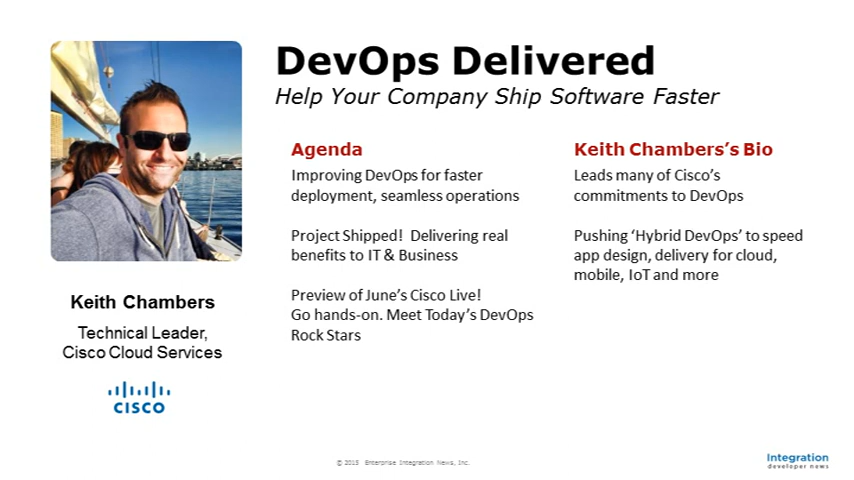 DevOps Delivered
Help Your Company Ship Software Faster
Agenda
Improving DevOps for faster
deployment, seamless operations
Project Shipped!  Delivering real
benefits to IT & Business
Preview of June's Cisco Live!
Go hands-on. Meet Today's DevOps
Rock Stars
Keith Chambers's Bio
Leads many of Cisco's
commitments to DevOps
Pushing 'Hybrid DevOps' to speed
app design, delivery for cloud,
mobile, IoT and more
Keith Chambers
Technical Leader,
Cisco Cloud Services
CISCO
© 2015 Enterprise Integration News, Inc.
Integration
developer news